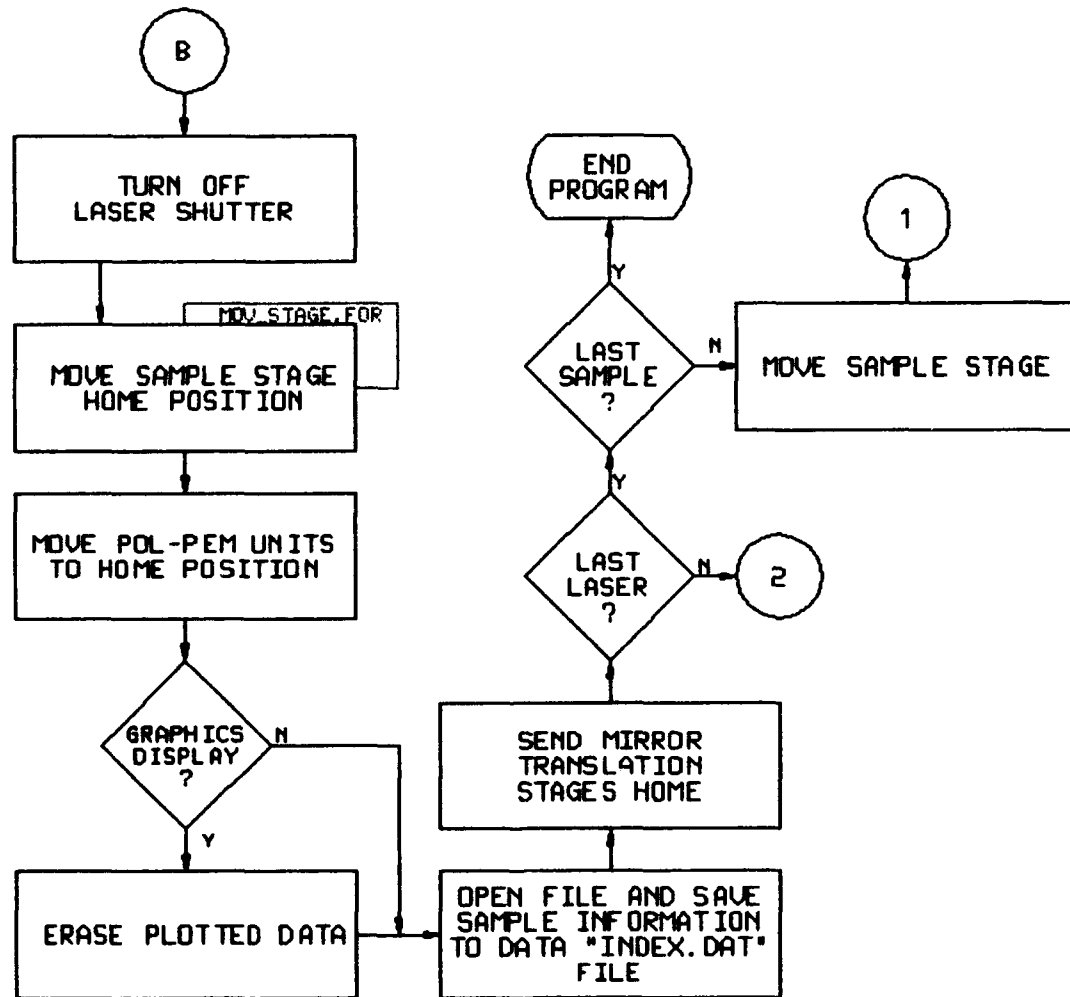 B
TURN OFF
LASER SHUTTER
MOV_STAGE.FOR
MOVE SAMPLE STAGE
HOME POSITION
MOVE POL-PEM UNITS
TO HOME POSITION
GRAPHICS
DISPLAY
?
N
Y
ERASE PLOTTED DATA
OPEN FILE AND SAVE
SAMPLE INFORMATION
TO DATA "INDEX.DAT"
FILE
SEND MIRROR
TRANSLATION
STAGES HOME
LAST
LASER
?
N
2
Y
LAST
SAMPLE
?
N
MOVE SAMPLE STAGE
1
Y
END
PROGRAM